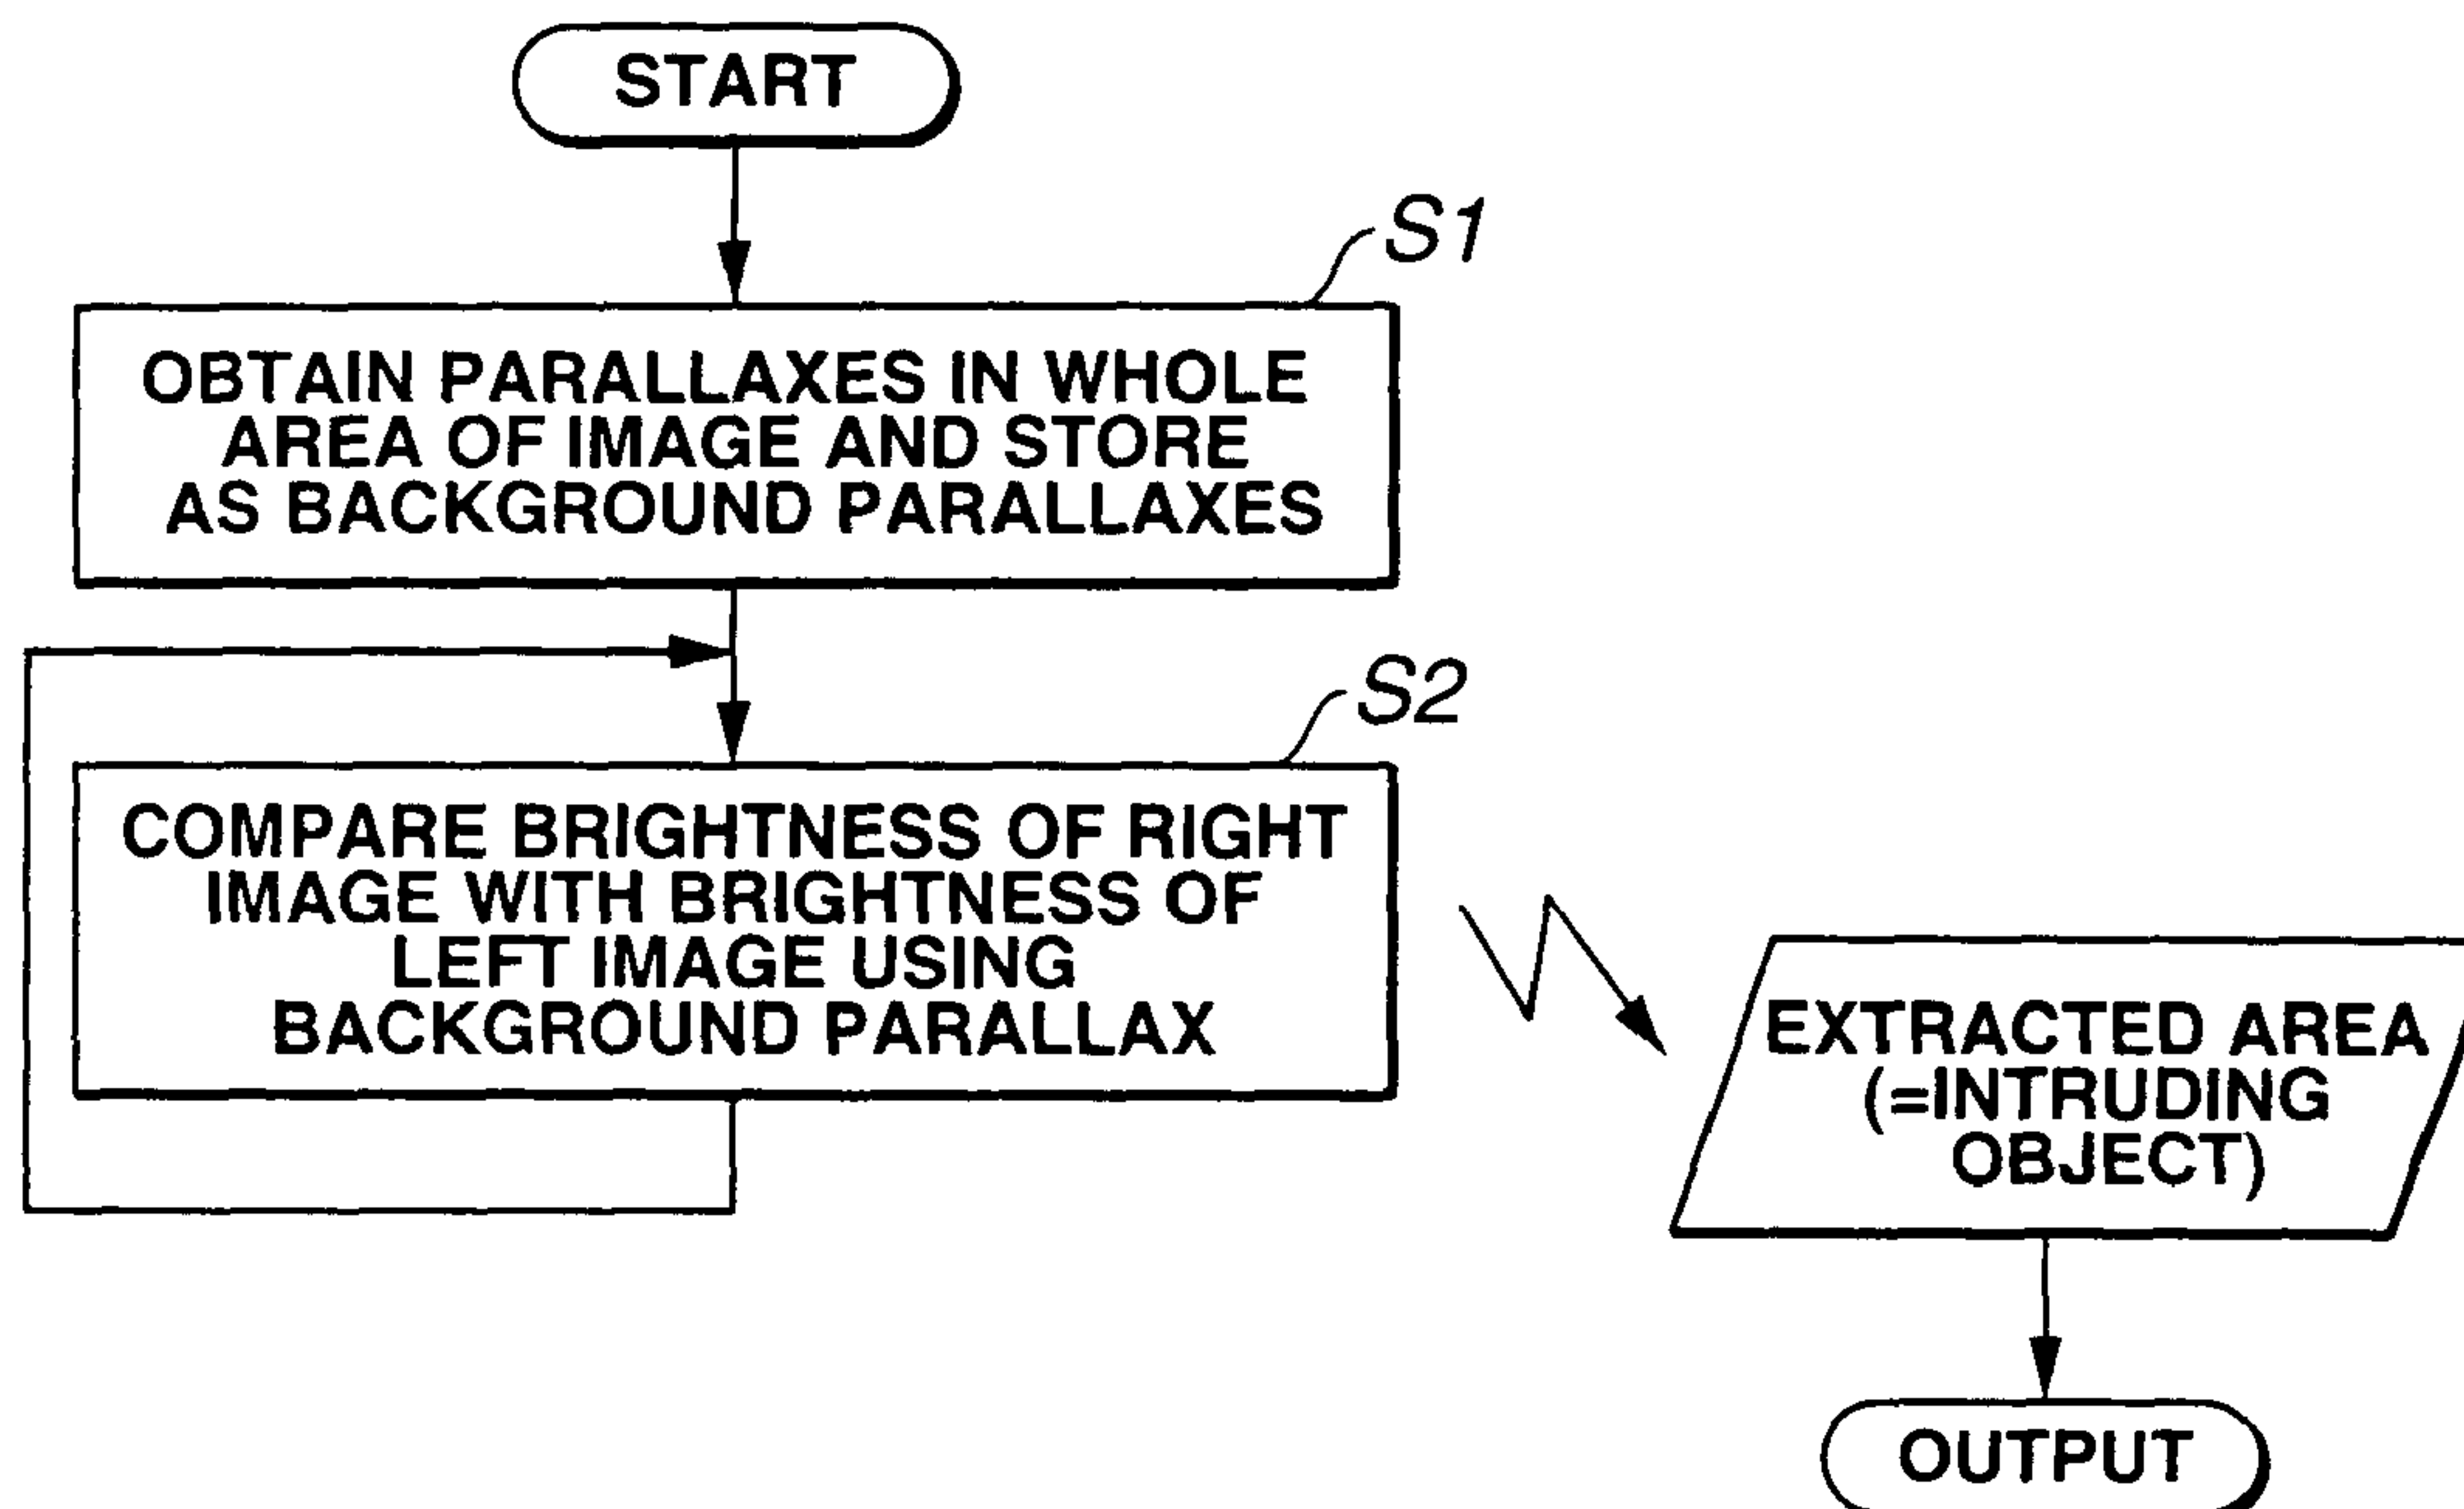 START
S1
OBTAIN PARALLAXES IN WHOLE
AREA OF IMAGE AND STORE
AS BACKGROUND PARALLAXES
S2
COMPARE BRIGHTNESS OF RIGHT
IMAGE WITH BRIGHTNESS OF
LEFT IMAGE USING
BACKGROUND PARALLAX
EXTRACTED AREA
(=INTRUDING
OBJECT)
OUTPUT